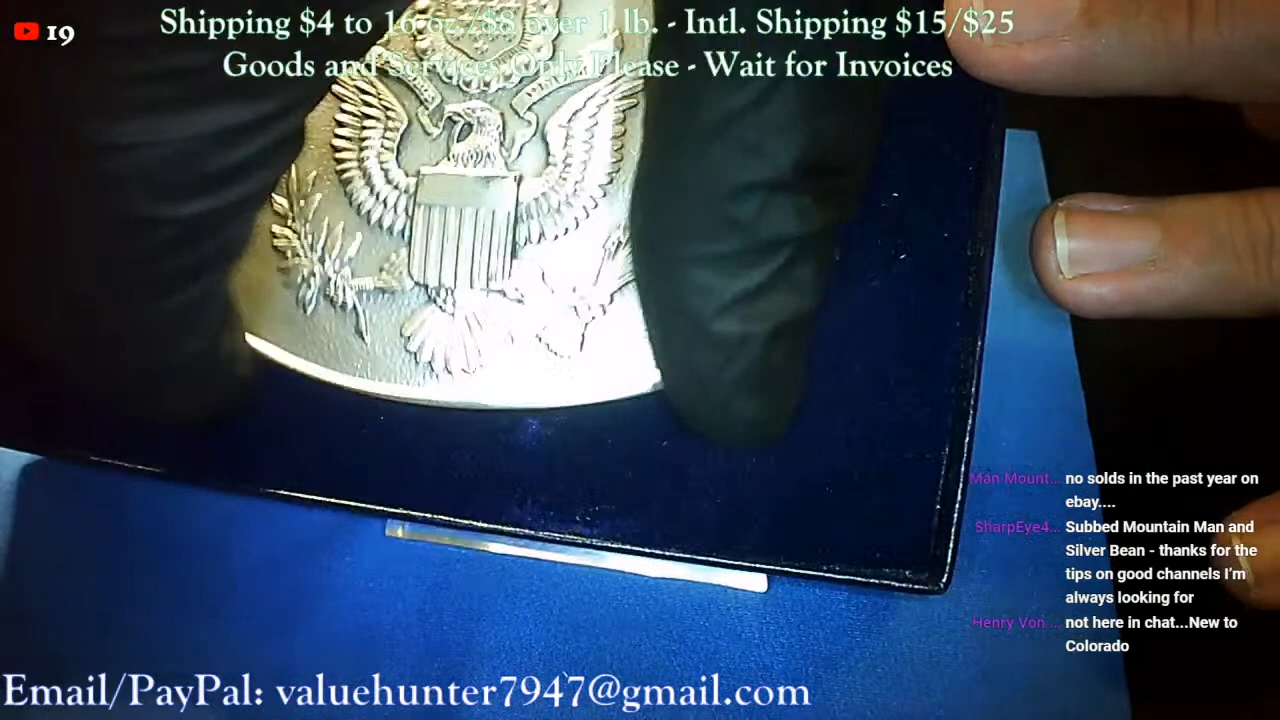 19
Shipping $4 to 16 oz./$8 over 1 lb. - Intl. Shipping $15/$25
Goods and Services Only Please - Wait for Invoices
Man Mount... no solds in the past year on
ebay....
SharpEye4... Subbed Mountain Man and
Silver Bean - thanks for the
tips on good channels I'm
always looking for
Henry Von ... not here in chat...New to
Colorado
Email/PayPal: valuehunter7947@gmail.com